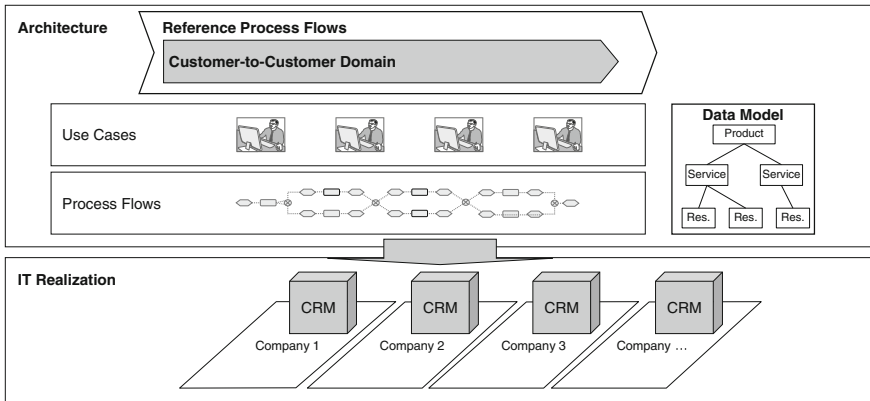 Architecture
Reference Process Flows
Customer-to-Customer Domain
Use Cases
Process Flows
Data Model
Product
Service Service
Res. Res. Res.
IT Realization
CRM CRM CRM CRM
Company 1 Company 2 Company 3 Company ...